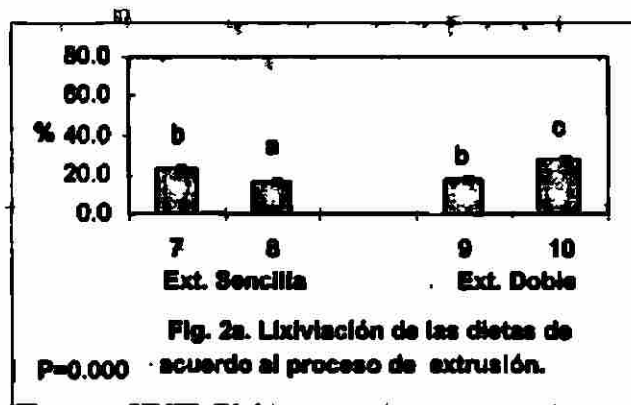 80.0
60.0
% 40.0
20.0
0.0
b a b c
7 8 9 10
Ext. Sencilla Ext. Doble
Fig. 2a. Lixiviación de las dietas de
P=0.000 acuerdo al proceso de extrusión.